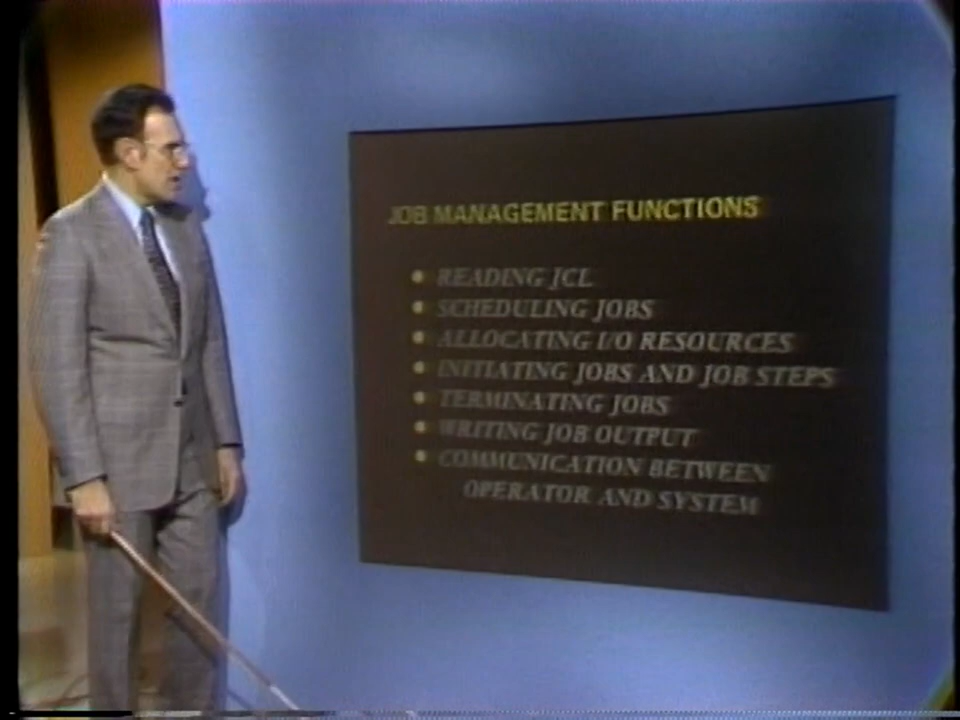 JOB MANAGEMENT FUNCTIONS
• READING JCL
• SCHEDULING JOBS
• ALLOCATING I/O RESOURCES
• INITIATING JOBS AND JOB STEPS
• TERMINATING JOBS
• WRITING JOB OUTPUT
• COMMUNICATION BETWEEN
OPERATOR AND SYSTEM